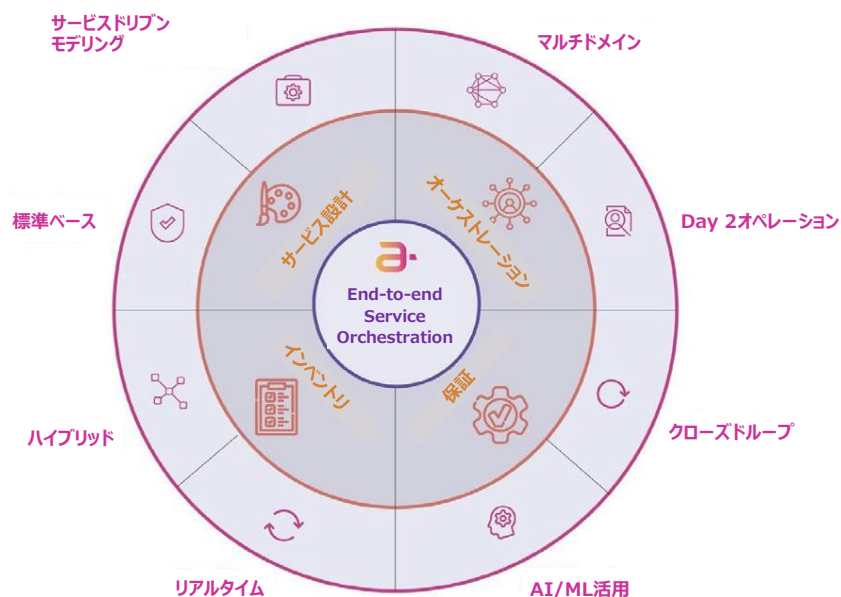 サービスドリブン
モデリング
マルチドメイン
標準ベース
Day 2オペレーション
サービス設計
オーケストレーション
a
End-to-end
Service
Orchestration
インベントリ
保証
ハイブリッド
クローズドループ
リアルタイム
AI/ML活用